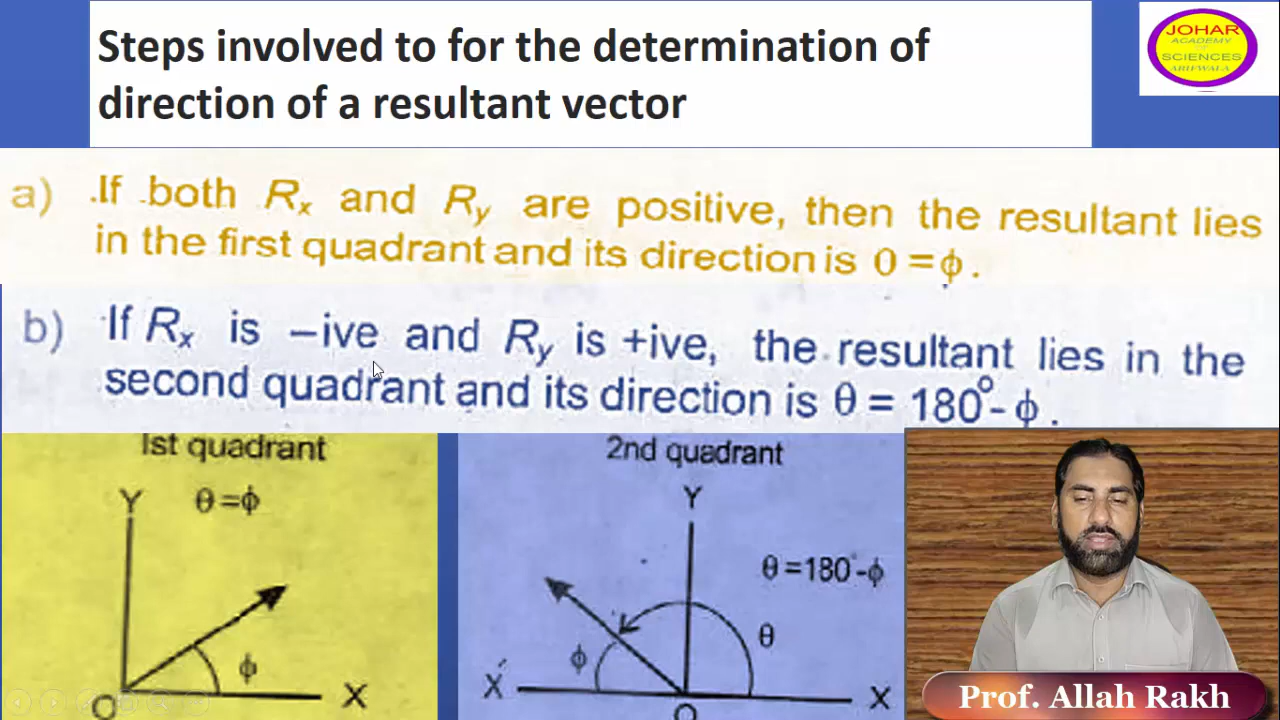 Steps involved to for the determination of
direction of a resultant vector
JOHAR
ACADEMY
OF
SCIENCES
ARIFWALA
a) If both Rx and Ry are positive, then the resultant lies
in the first quadrant and its direction is θ = ϕ .
b) If Rx is –ive and Ry is +ive, the resultant lies in the
second quadrant and its direction is θ = 180° - ϕ .
1st quadrant
θ = ϕ
Y
ϕ
O
X
2nd quadrant
Y
θ = 180° - ϕ
θ
ϕ
X́
O
X
Prof. Allah Rakh